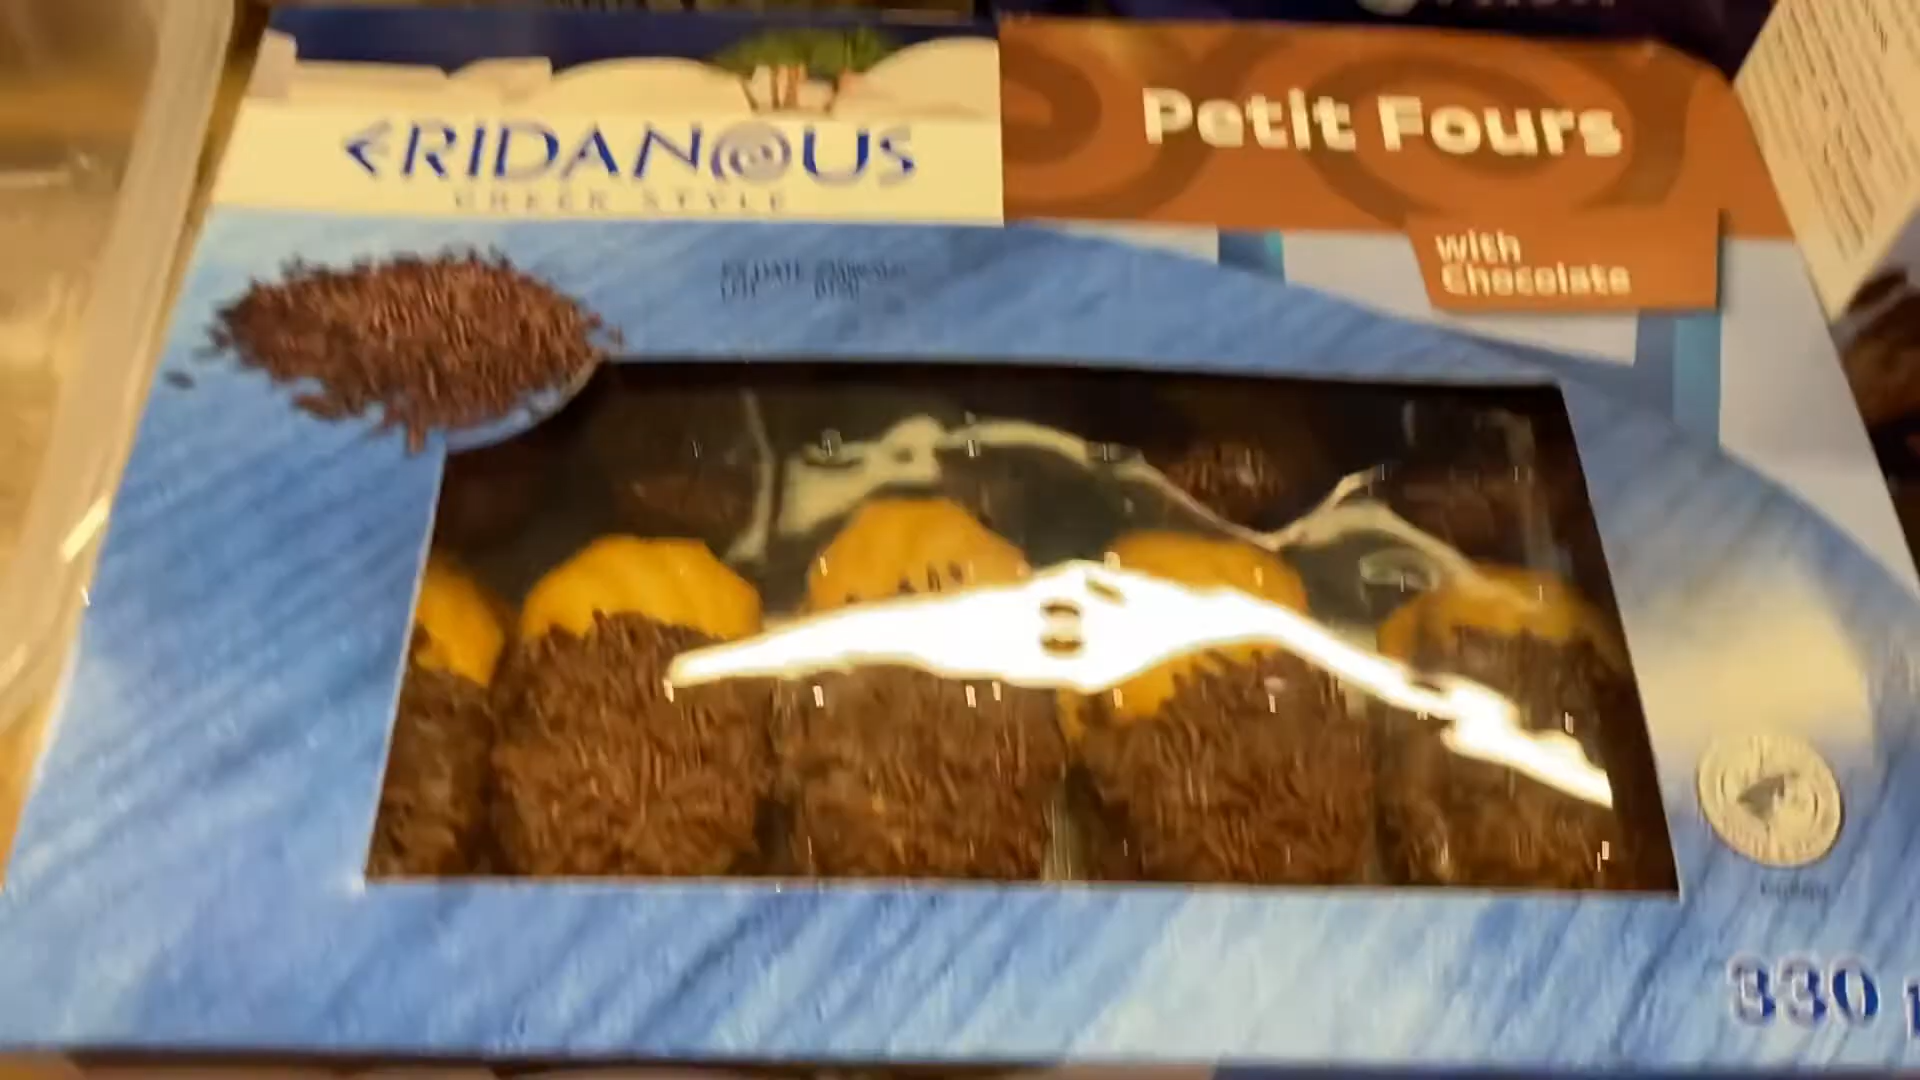 ERIDANOUS
GREEK STYLE
Petit Fours
with
Chocolate
330